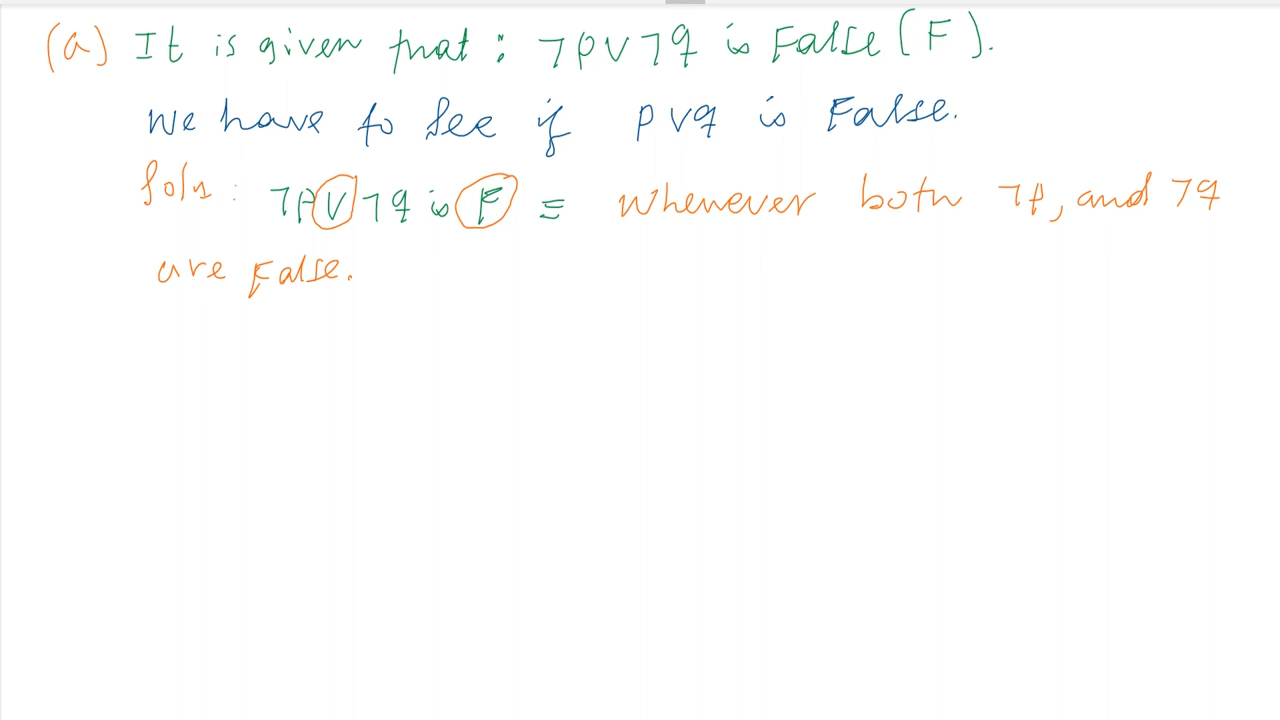 (a) It is given that : ¬p∨¬q is False (F).
We have to see if p∨q is False.
Soln : ¬p∨¬q is F ≡ whenever both ¬p, and ¬q
are False.